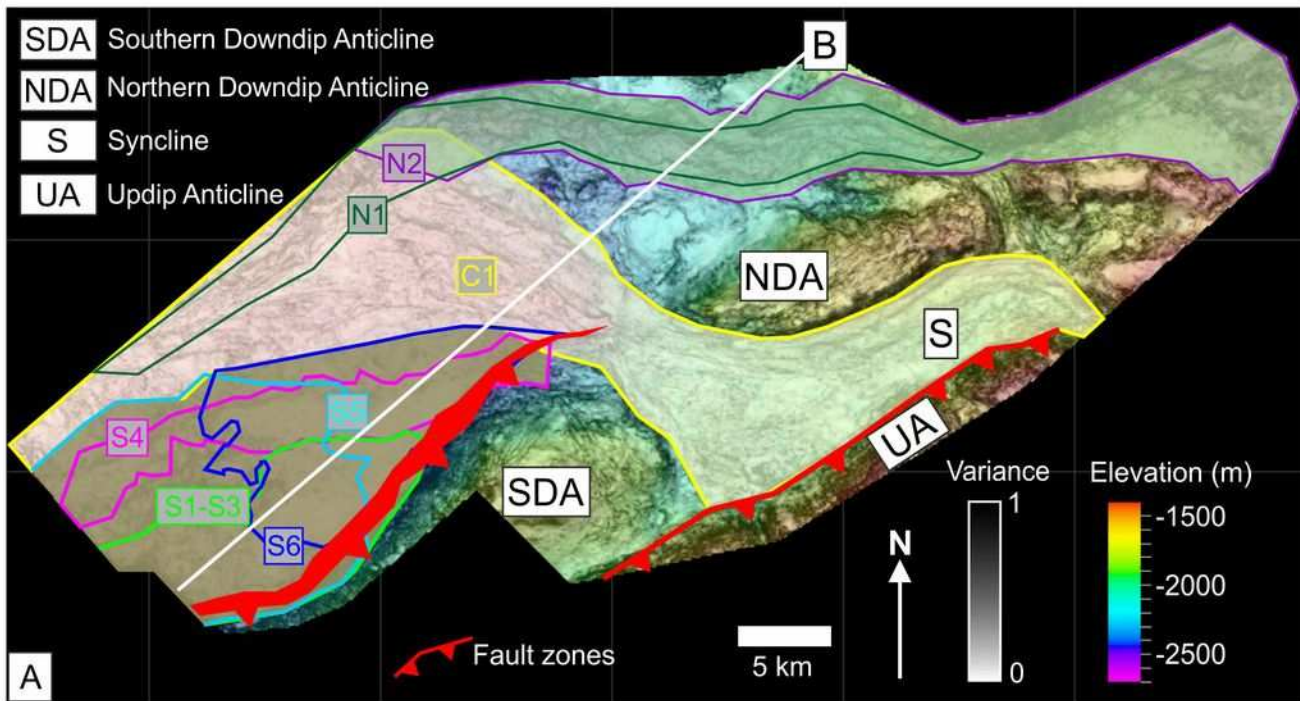 SDA Southern Downdip Anticline
B
NDA Northern Downdip Anticline
S Syncline
N2
UA Updip Anticline
N1
C1
NDA
S
S5
S4
UA
Variance
Elevation (m)
SDA
1
S1-S3
-1500
N
S6
-2000
Fault zones
5 km
-2500
0
A